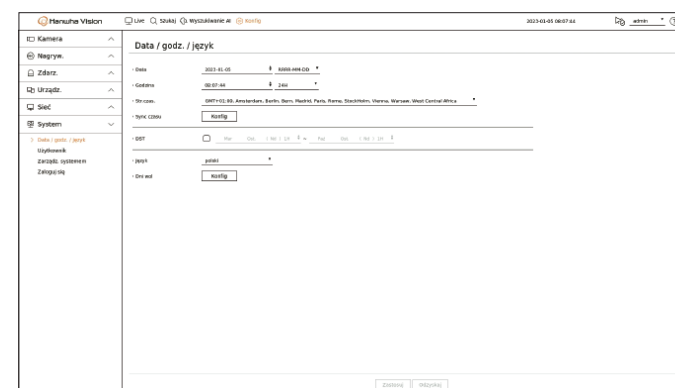 Hanwha Vision Live Szukaj Wyszukiwanie AI Konfig 2023-01-05 08:07:44 admin
Kamera
Data / godz. / język
Nagryw.
Data 2023-01-05 RRRR-MM-DD
Zdarz.
Godzina 08:07:44 24H
Urządz.
Str czas. GMT+01:00, Amsterdam, Berlin, Bern, Madrid, Paris, Rome, Stockholm, Vienna, Warsaw, West Central Africa
Sieć
Sync czasu Konfig
System
Data / godz. / język
DST
Użytkownik
Zarządz. systemem
Język polski
Zaloguj się
Dni wol Konfig
Zastosuj